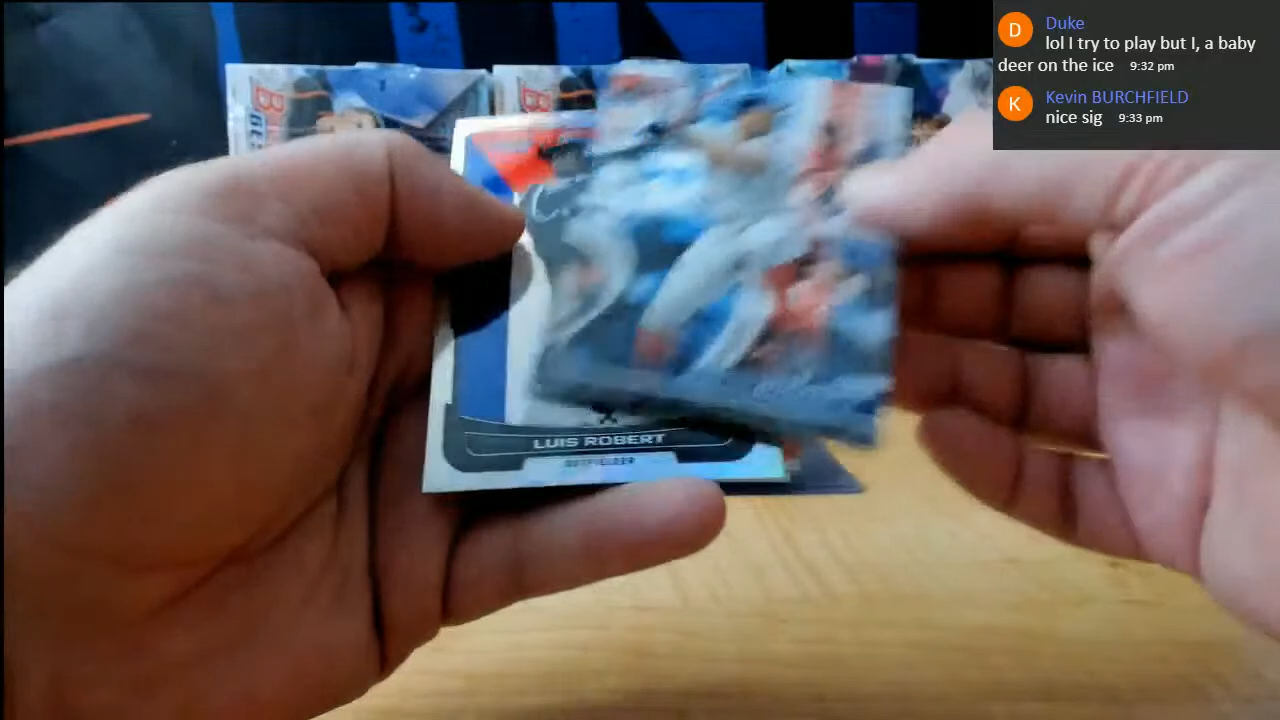 Duke
lol I try to play but I, a baby
deer on the ice 9:32 pm
Kevin BURCHFIELD
nice sig 9:33 pm
LUIS ROBERT
OUTFIELDER